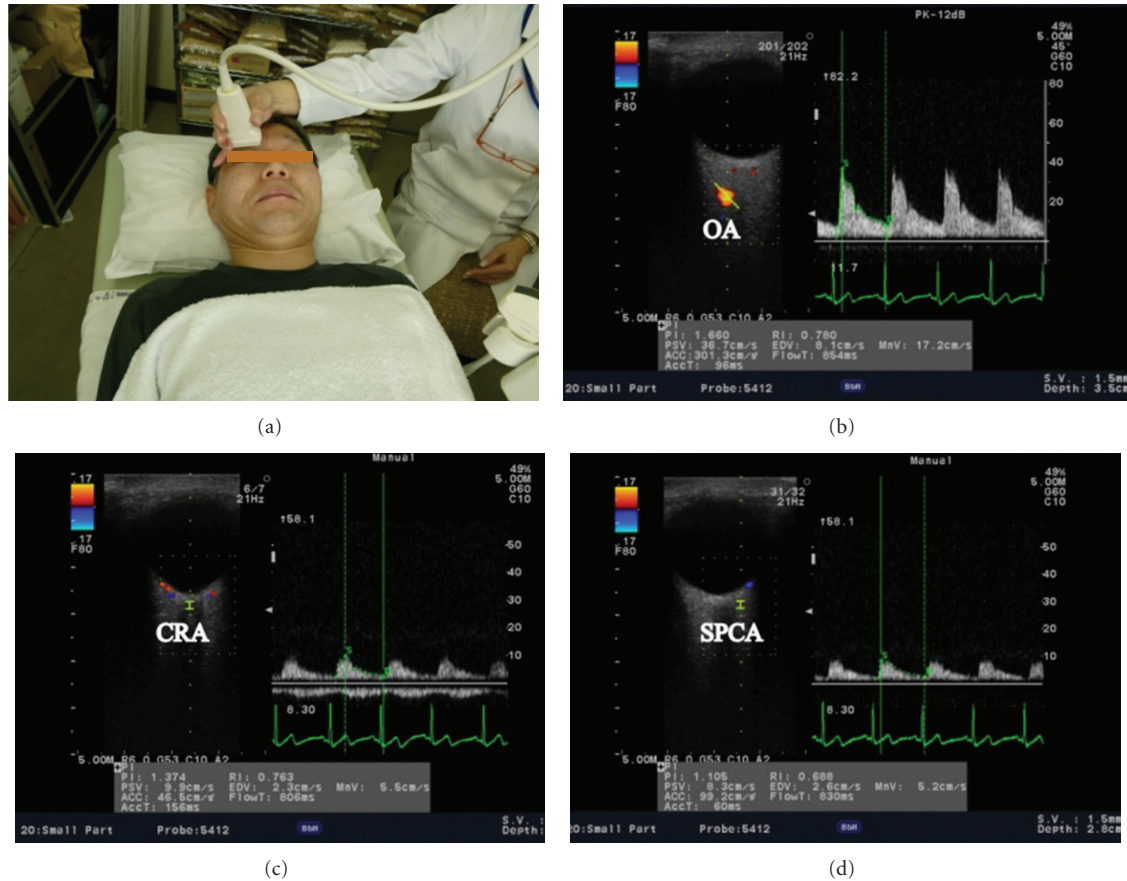 (a)
PK-12dB
.17
.17
F80
201/202
21Hz
49%
5.00M
45°
G60
C10
↑82.2
80
60
40
20
S
OA
11.7
5.00M R6.0 G53 C10 A2
PI
PI: 1.660 RI: 0.780
PSV: 36.7cm/s EDV: 8.1cm/s MnV: 17.2cm/s
ACC:301.3cm/s² FlowT: 854ms
AccT: 96ms
20:Small Part Probe:5412
S.V. : 1.5mm
Depth: 3.5c
(b)
Manual
.17
.17
F80
6/7
21Hz
49%
5.00M
G60
C10
↑58.1
50
40
30
20
10
S
CRA
8.30
5.00M R6.0 G53 C10 A2
PI
PI: 1.374 RI: 0.763
PSV: 9.9cm/s EDV: 2.3cm/s MnV: 5.5cm/s
ACC: 46.5cm/s² FlowT: 806ms
AccT: 156ms
20:Small Part Probe:5412
S.V. :
Depth:
(c)
Manual
.17
.17
F80
31/32
21Hz
49%
5.00M
G60
C10
↑58.1
50
40
30
20
10
SPCA
8.30
5.00M R6.0 G53 C10 A2
PI
PI: 1.105 RI: 0.688
PSV: 8.3cm/s EDV: 2.6cm/s MnV: 5.2cm/s
ACC: 99.2cm/s² FlowT: 830ms
AccT: 60ms
20:Small Part Probe:5412
S.V. : 1.5mm
Depth: 2.8cm
(d)